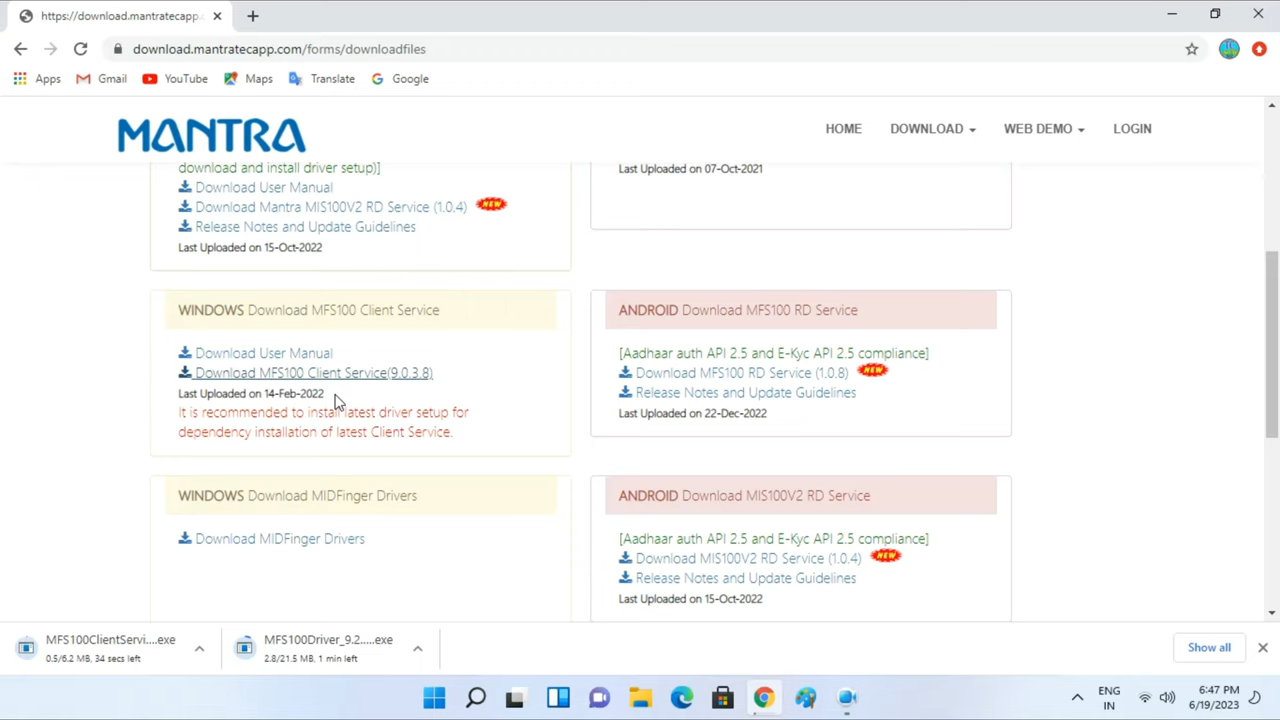 https://download.mantratecapp.
download.mantratecapp.com/forms/downloadfiles
Apps Gmail YouTube Maps Translate Google
MANTRA
HOME DOWNLOAD WEB DEMO LOGIN
download and install driver setup)]
Download User Manual
Download Mantra MIS100V2 RD Service (1.0.4) NEW
Release Notes and Update Guidelines
Last Uploaded on 15-Oct-2022
Last Uploaded on 07-Oct-2021
WINDOWS Download MFS100 Client Service
Download User Manual
Download MFS100 Client Service(9.0.3.8)
Last Uploaded on 14-Feb-2022
It is recommended to install latest driver setup for
dependency installation of latest Client Service.
ANDROID Download MFS100 RD Service
[Aadhaar auth API 2.5 and E-Kyc API 2.5 compliance]
Download MFS100 RD Service (1.0.8) NEW
Release Notes and Update Guidelines
Last Uploaded on 22-Dec-2022
WINDOWS Download MIDFinger Drivers
Download MIDFinger Drivers
ANDROID Download MIS100V2 RD Service
[Aadhaar auth API 2.5 and E-Kyc API 2.5 compliance]
Download MIS100V2 RD Service (1.0.4) NEW
Release Notes and Update Guidelines
Last Uploaded on 15-Oct-2022
MFS100ClientServi....exe
0.5/6.2 MB, 34 secs left
MFS100Driver_9.2.....exe
2.8/21.5 MB, 1 min left
Show all
ENG
IN
6:47 PM
6/19/2023